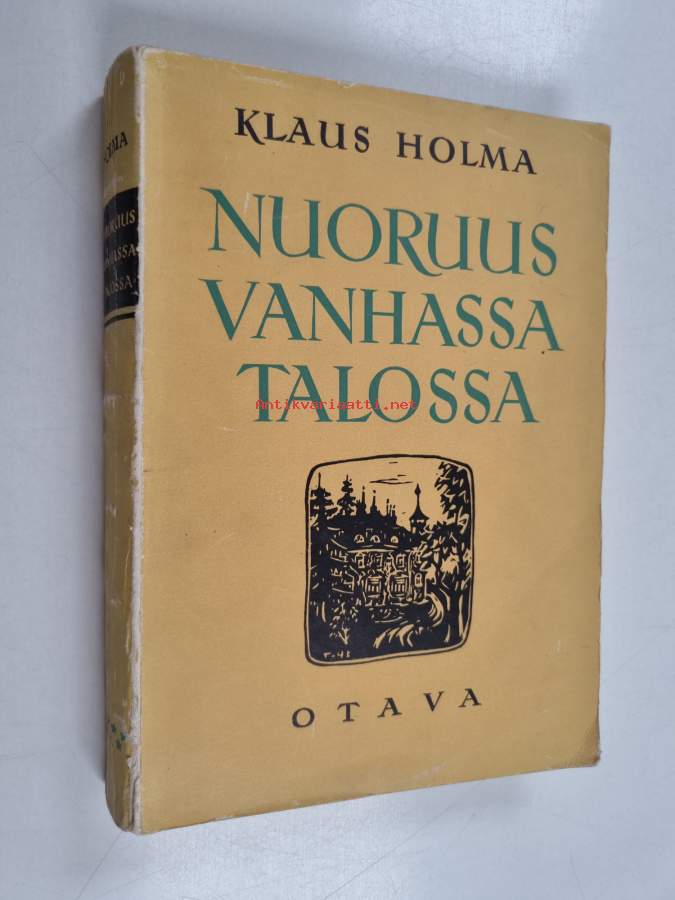 KLAUS HOLMA
NUORUUS
VANHASSA
TALOSSA
Antikvariaatti.net
OTAVA